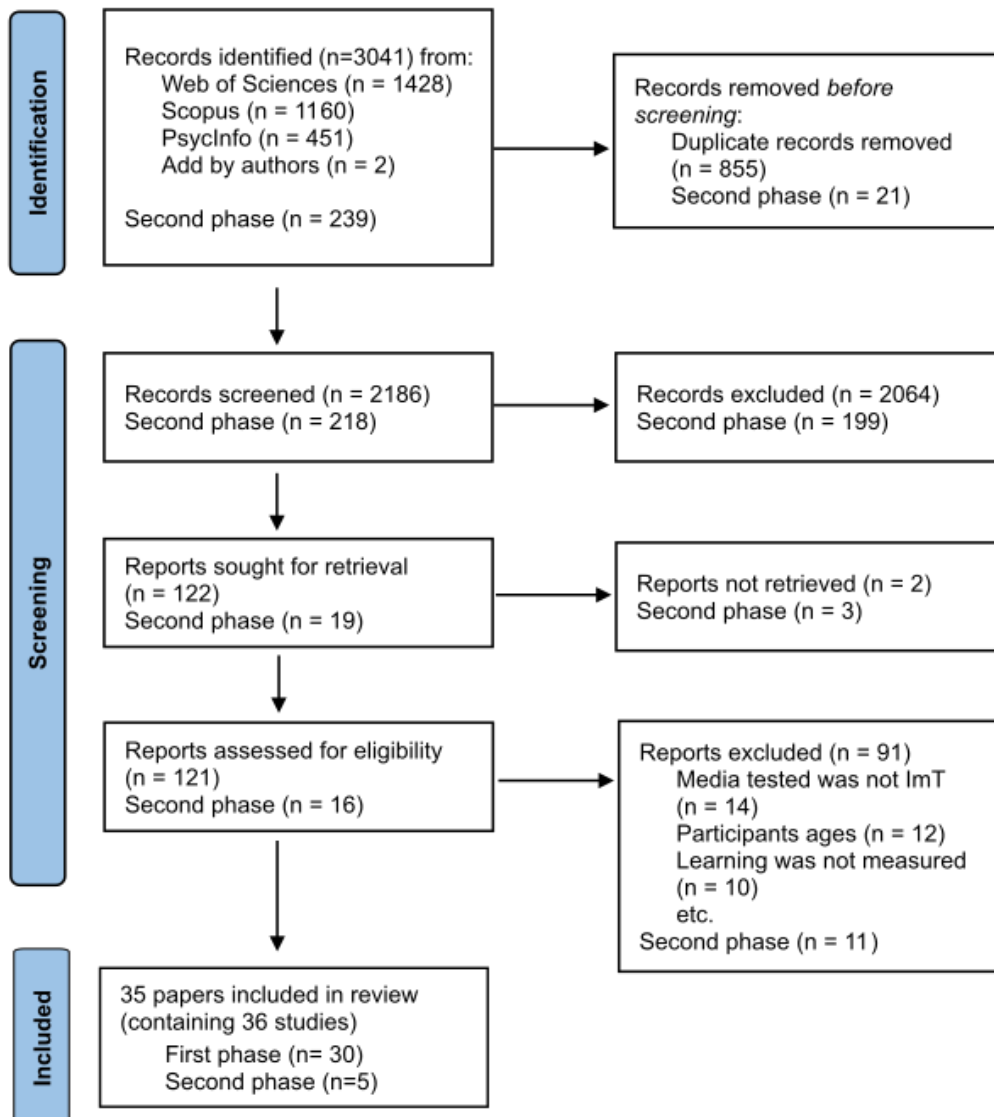 Identification
Records identified (n=3041) from:
Web of Sciences (n = 1428)
Scopus (n = 1160)
PsycInfo (n = 451)
Add by authors (n = 2)
Second phase (n = 239)
Records removed before
screening:
Duplicate records removed
(n = 855)
Second phase (n = 21)
Screening
Records screened (n = 2186)
Second phase (n = 218)
Records excluded (n = 2064)
Second phase (n = 199)
Reports sought for retrieval
(n = 122)
Second phase (n = 19)
Reports not retrieved (n = 2)
Second phase (n = 3)
Reports assessed for eligibility
(n = 121)
Second phase (n = 16)
Reports excluded (n = 91)
Media tested was not ImT
(n = 14)
Participants ages (n = 12)
Learning was not measured
(n = 10)
etc.
Second phase (n = 11)
Included
35 papers included in review
(containing 36 studies)
First phase (n= 30)
Second phase (n=5)